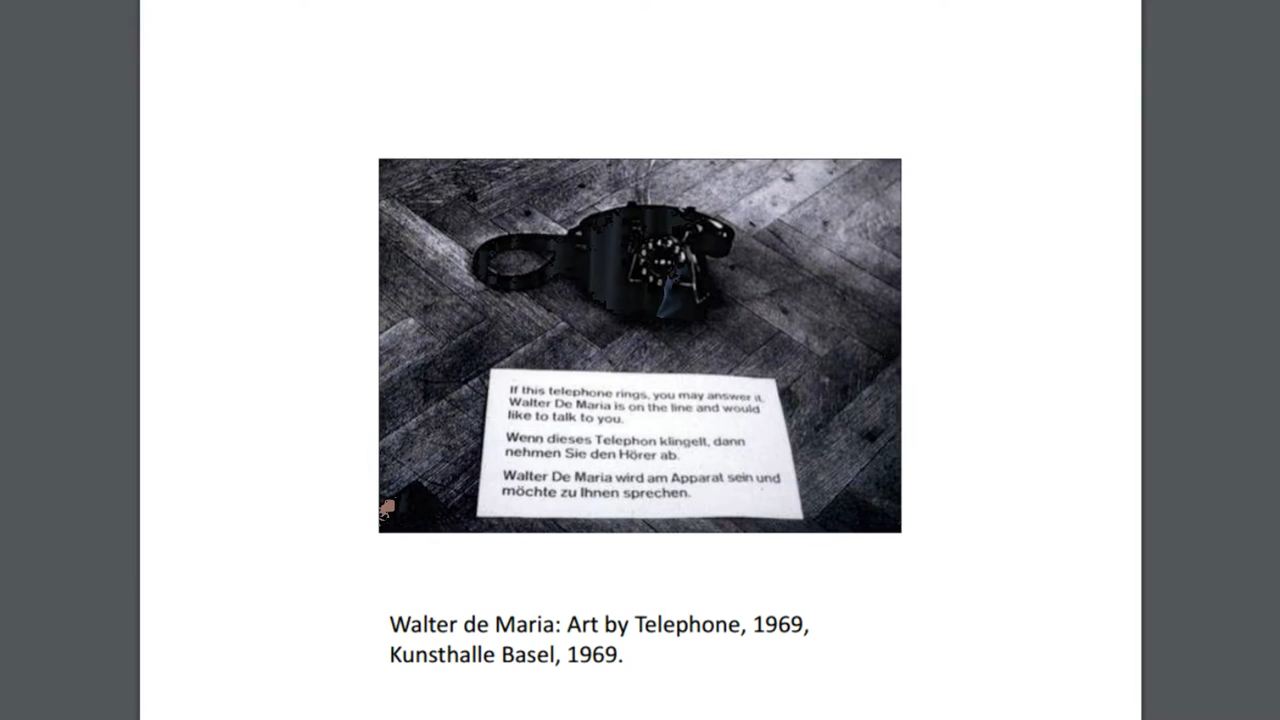 If this telephone rings, you may answer it.
Walter De Maria is on the line and would
like to talk to you.
Wenn dieses Telephon klingelt, dann
nehmen Sie den Hörer ab.
Walter De Maria wird am Apparat sein und
möchte zu Ihnen sprechen.
Walter de Maria: Art by Telephone, 1969,
Kunsthalle Basel, 1969.